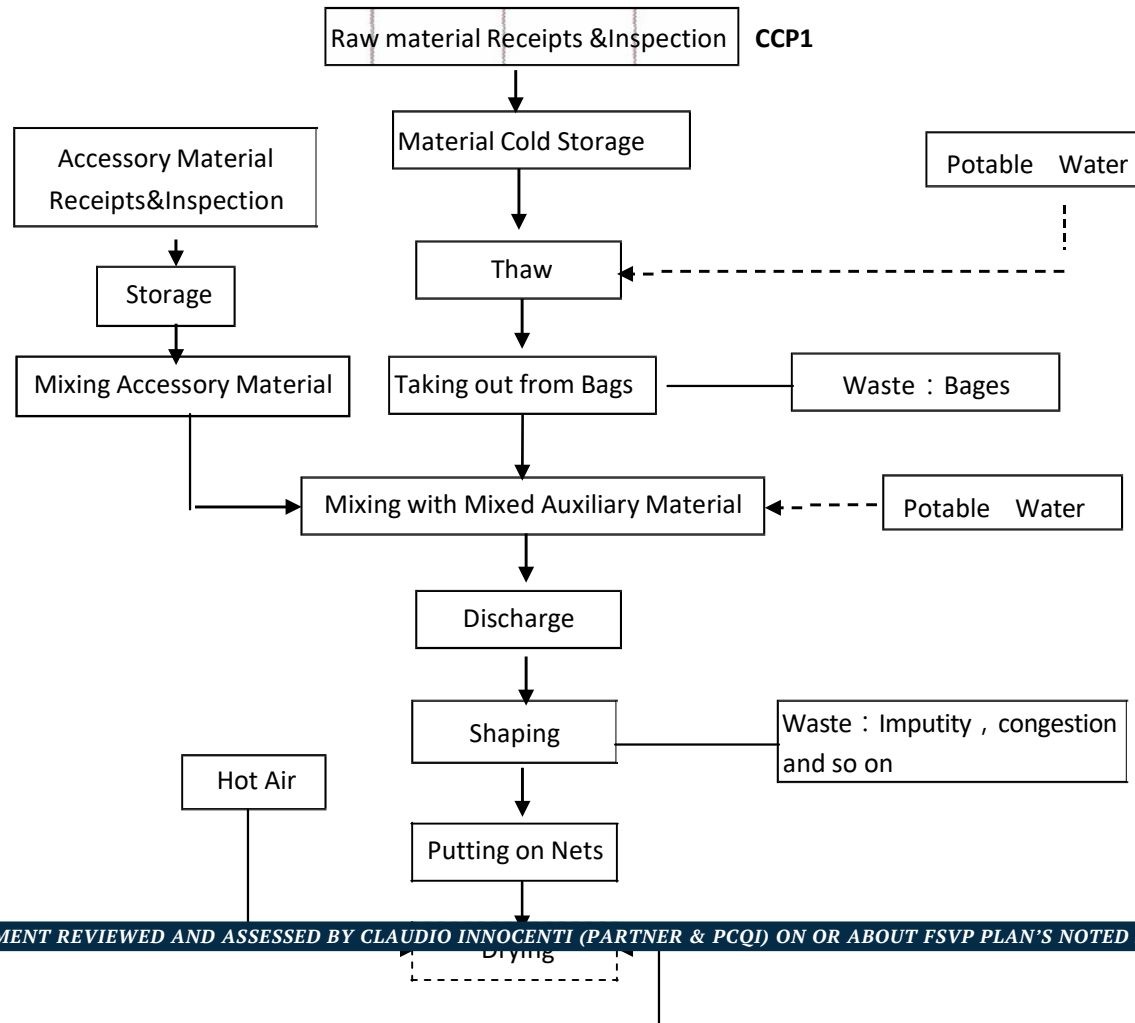 Raw material Receipts &Inspection CCP1
Material Cold Storage
Accessory Material
Receipts&Inspection
Potable Water
Thaw
Storage
Mixing Accessory Material
Taking out from Bags
Waste：Bages
Mixing with Mixed Auxiliary Material
Potable Water
Discharge
Shaping
Waste：Imputity，congestion
and so on
Hot Air
Putting on Nets
MENT REVIEWED AND ASSESSED BY CLAUDIO INNOCENTI (PARTNER & PCQI) ON OR ABOUT FSVP PLAN'S NOTED
Drying